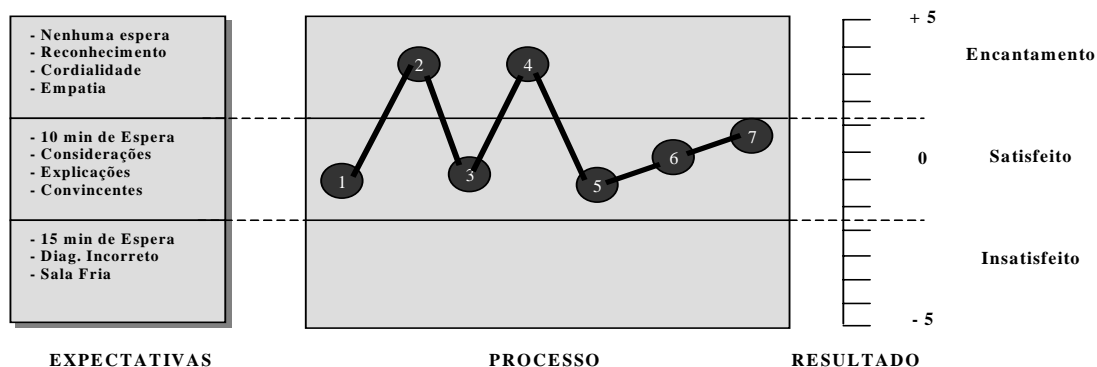 - Nenhuma espera
- Reconhecimento
- Cordialidade
- Empatia
- 10 min de Espera
- Considerações
- Explicações
- Convincentes
- 15 min de Espera
- Diag. Incorreto
- Sala Fria
EXPECTATIVAS
1
2
3
4
5
6
7
PROCESSO
+ 5
0
- 5
RESULTADO
Encantamento
Satisfeito
Insatisfeito